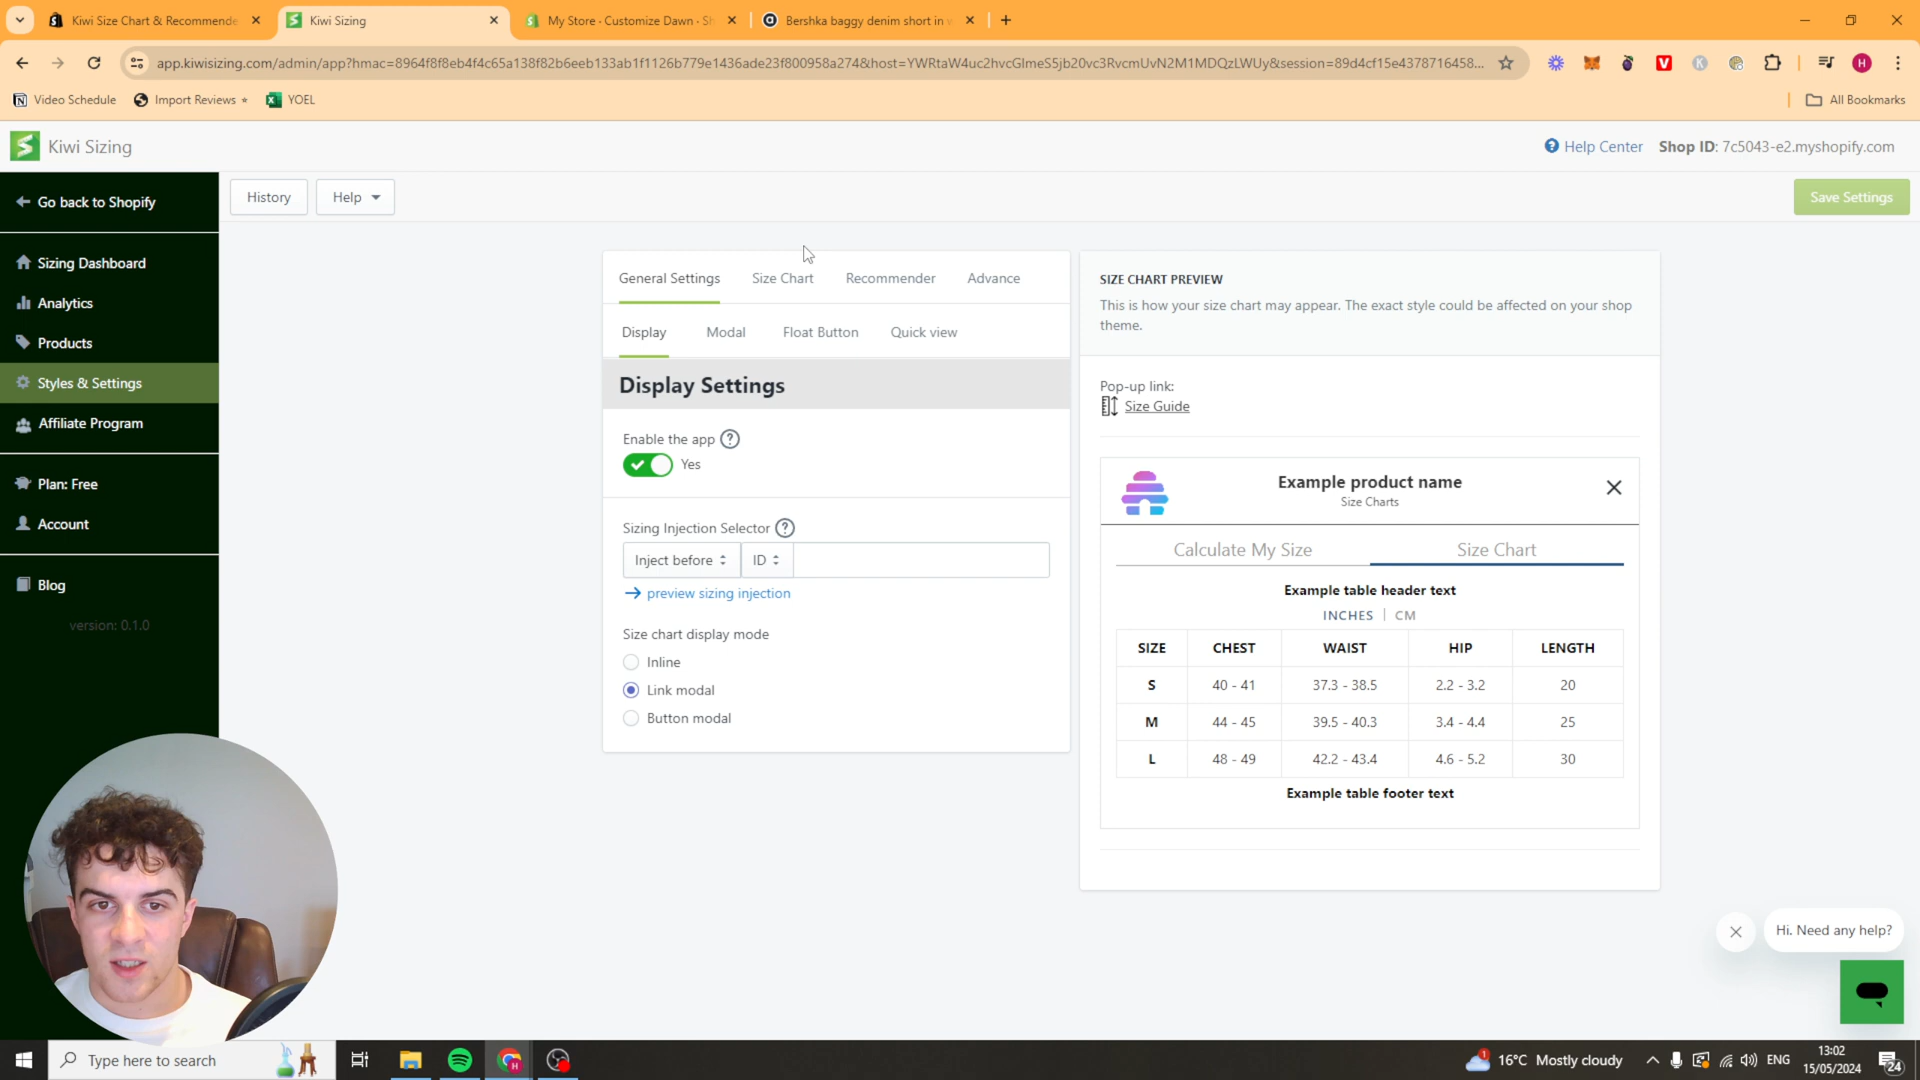 Kiwi Size Chart & Recommende
Kiwi Sizing
My Store · Customize Dawn · Sh
Bershka baggy denim short in w
app.kiwisizing.com/admin/app?hmac=8964f8f8eb4f4c65a138f82b6eeb133ab1f1126b779e1436ade23f800958a274&host=YWRtaW4uc2hvcGlmeS5jb20vc3RvcmUvN2M1MDQzLWUy&session=89d4cf15e4378716458...
Video Schedule
Import Reviews
YOEL
All Bookmarks
Kiwi Sizing
Help Center
Shop ID: 7c5043-e2.myshopify.com
Go back to Shopify
History
Help
Save Settings
Sizing Dashboard
Analytics
Products
Styles & Settings
Affiliate Program
Plan: Free
Account
Blog
version: 0.1.0
General Settings
Size Chart
Recommender
Advance
Display
Modal
Float Button
Quick view
Display Settings
Enable the app ?
Yes
Sizing Injection Selector ?
Inject before
ID
preview sizing injection
Size chart display mode
Inline
Link modal
Button modal
SIZE CHART PREVIEW
This is how your size chart may appear. The exact style could be affected on your shop
theme.
Pop-up link:
Size Guide
Example product name
Size Charts
Calculate My Size
Size Chart
Example table header text
INCHES | CM
SIZE CHEST WAIST HIP LENGTH
S 40 - 41 37.3 - 38.5 2.2 - 3.2 20
M 44 - 45 39.5 - 40.3 3.4 - 4.4 25
L 48 - 49 42.2 - 43.4 4.6 - 5.2 30
Example table footer text
Hi. Need any help?
Type here to search
1
16°C Mostly cloudy
ENG
13:02
15/05/2024
24